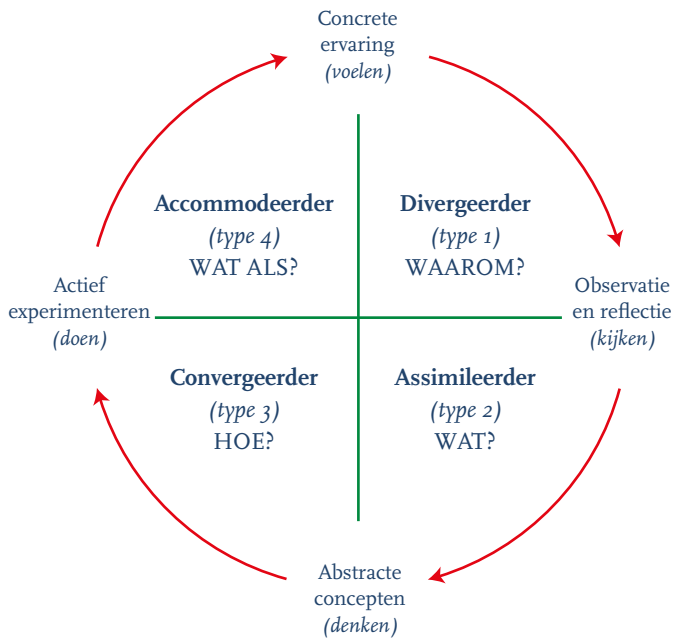 Concrete
ervaring
(voelen)
Accommodeerder
(type 4)
WAT ALS?
Divergeerder
(type 1)
WAAROM?
Actief
experimenteren
(doen)
Observatie
en reflectie
(kijken)
Convergeerder
(type 3)
HOE?
Assimileerder
(type 2)
WAT?
Abstracte
concepten
(denken)